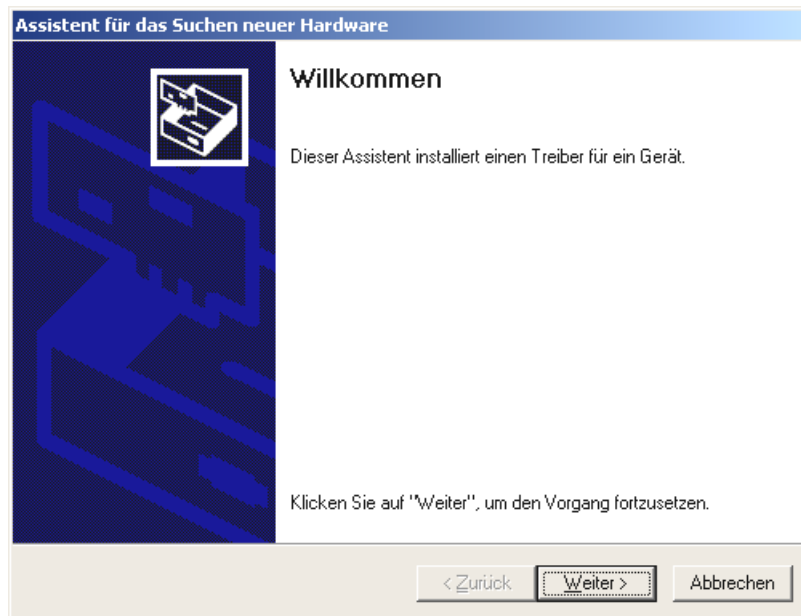 Assistent für das Suchen neuer Hardware
Willkommen
Dieser Assistent installiert einen Treiber für ein Gerät.
Klicken Sie auf "Weiter", um den Vorgang fortzusetzen.
< Zurück Weiter > Abbrechen